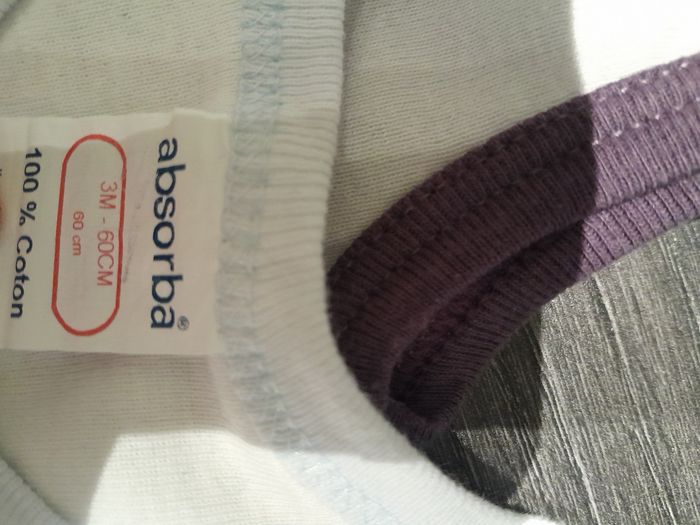 absorba®
3M - 60CM
60 cm
100 % Coton